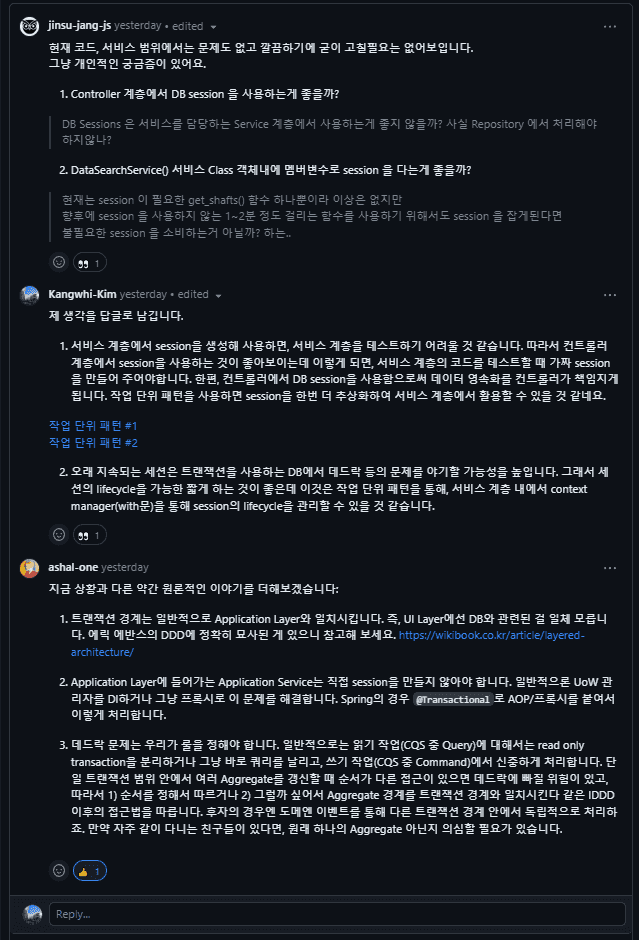 jinsu-jang-js yesterday • edited
현재 코드, 서비스 범위에서는 문제도 없고 깔끔하기에 굳이 고칠필요는 없어보입니다.
그냥 개인적인 궁금증이 있어요.
1. Controller 계층에서 DB session 을 사용하는게 좋을까?
DB Sessions 은 서비스를 담당하는 Service 계층에서 사용하는게 좋지 않을까? 사실 Repository 에서 처리해야
하지않나?
2. DataSearchService() 서비스 Class 객체내에 멤버변수로 session 을 다는게 좋을까?
현재는 session 이 필요한 get_shafts() 함수 하나뿐이라 이상은 없지만
향후에 session 을 사용하지 않는 1~2분 정도 걸리는 함수를 사용하기 위해서도 session 을 잡게된다면
불필요한 session 을 소비하는거 아닐까? 하는..
1
Kangwhi-Kim yesterday • edited
제 생각을 답글로 남깁니다.
1. 서비스 계층에서 session을 생성해 사용하면, 서비스 계층을 테스트하기 어려울 것 같습니다. 따라서 컨트롤러
계층에서 session을 사용하는 것이 좋아보이는데 이렇게 되면, 서비스 계층의 코드를 테스트할 때 가짜 session
을 만들어 주어야합니다. 한편, 컨트롤러에서 DB session을 사용함으로써 데이터 영속화를 컨트롤러가 책임지게
됩니다. 작업 단위 패턴을 사용하면 session을 한번 더 추상화하여 서비스 계층에서 활용할 수 있을 것 같네요.
작업 단위 패턴 #1
작업 단위 패턴 #2
2. 오래 지속되는 세션은 트랜잭션을 사용하는 DB에서 데드락 등의 문제를 야기할 가능성을 높입니다. 그래서 세
션의 lifecycle을 가능한 짧게 하는 것이 좋은데 이것은 작업 단위 패턴을 통해, 서비스 계층 내에서 context
manager(with문)을 통해 session의 lifecycle을 관리할 수 있을 것 같습니다.
1
ashal-one yesterday
지금 상황과 다른 약간 원론적인 이야기를 더해보겠습니다:
1. 트랜잭션 경계는 일반적으로 Application Layer와 일치시킵니다. 즉, UI Layer에선 DB와 관련된 걸 일체 모릅니
다. 에릭 에반스의 DDD에 정확히 묘사된 게 있으니 참고해 보세요. https://wikibook.co.kr/article/layered-
architecture/
2. Application Layer에 들어가는 Application Service는 직접 session을 만들지 않아야 합니다. 일반적으론 UoW 관
리자를 DI하거나 그냥 프록시로 이 문제를 해결합니다. Spring의 경우 @Transactional로 AOP/프록시를 붙여서
이렇게 처리합니다.
3. 데드락 문제는 우리가 룰을 정해야 합니다. 일반적으로는 읽기 작업(CQS 중 Query)에 대해서는 read only
transaction을 분리하거나 그냥 바로 쿼리를 날리고, 쓰기 작업(CQS 중 Command)에서 신중하게 처리합니다. 단
일 트랜잭션 범위 안에서 여러 Aggregate를 갱신할 때 순서가 다른 접근이 있으면 데드락에 빠질 위험이 있고,
따라서 1) 순서를 정해서 따르거나 2) 그럴까 싶어서 Aggregate 경계를 트랜잭션 경계와 일치시킨다 같은 IDDD
이후의 접근법을 따릅니다. 후자의 경우엔 도메인 이벤트를 통해 다른 트랜잭션 경계 안에서 독립적으로 처리하
죠. 만약 자주 같이 다니는 친구들이 있다면, 원래 하나의 Aggregate 아닌지 의심할 필요가 있습니다.
1
Reply...